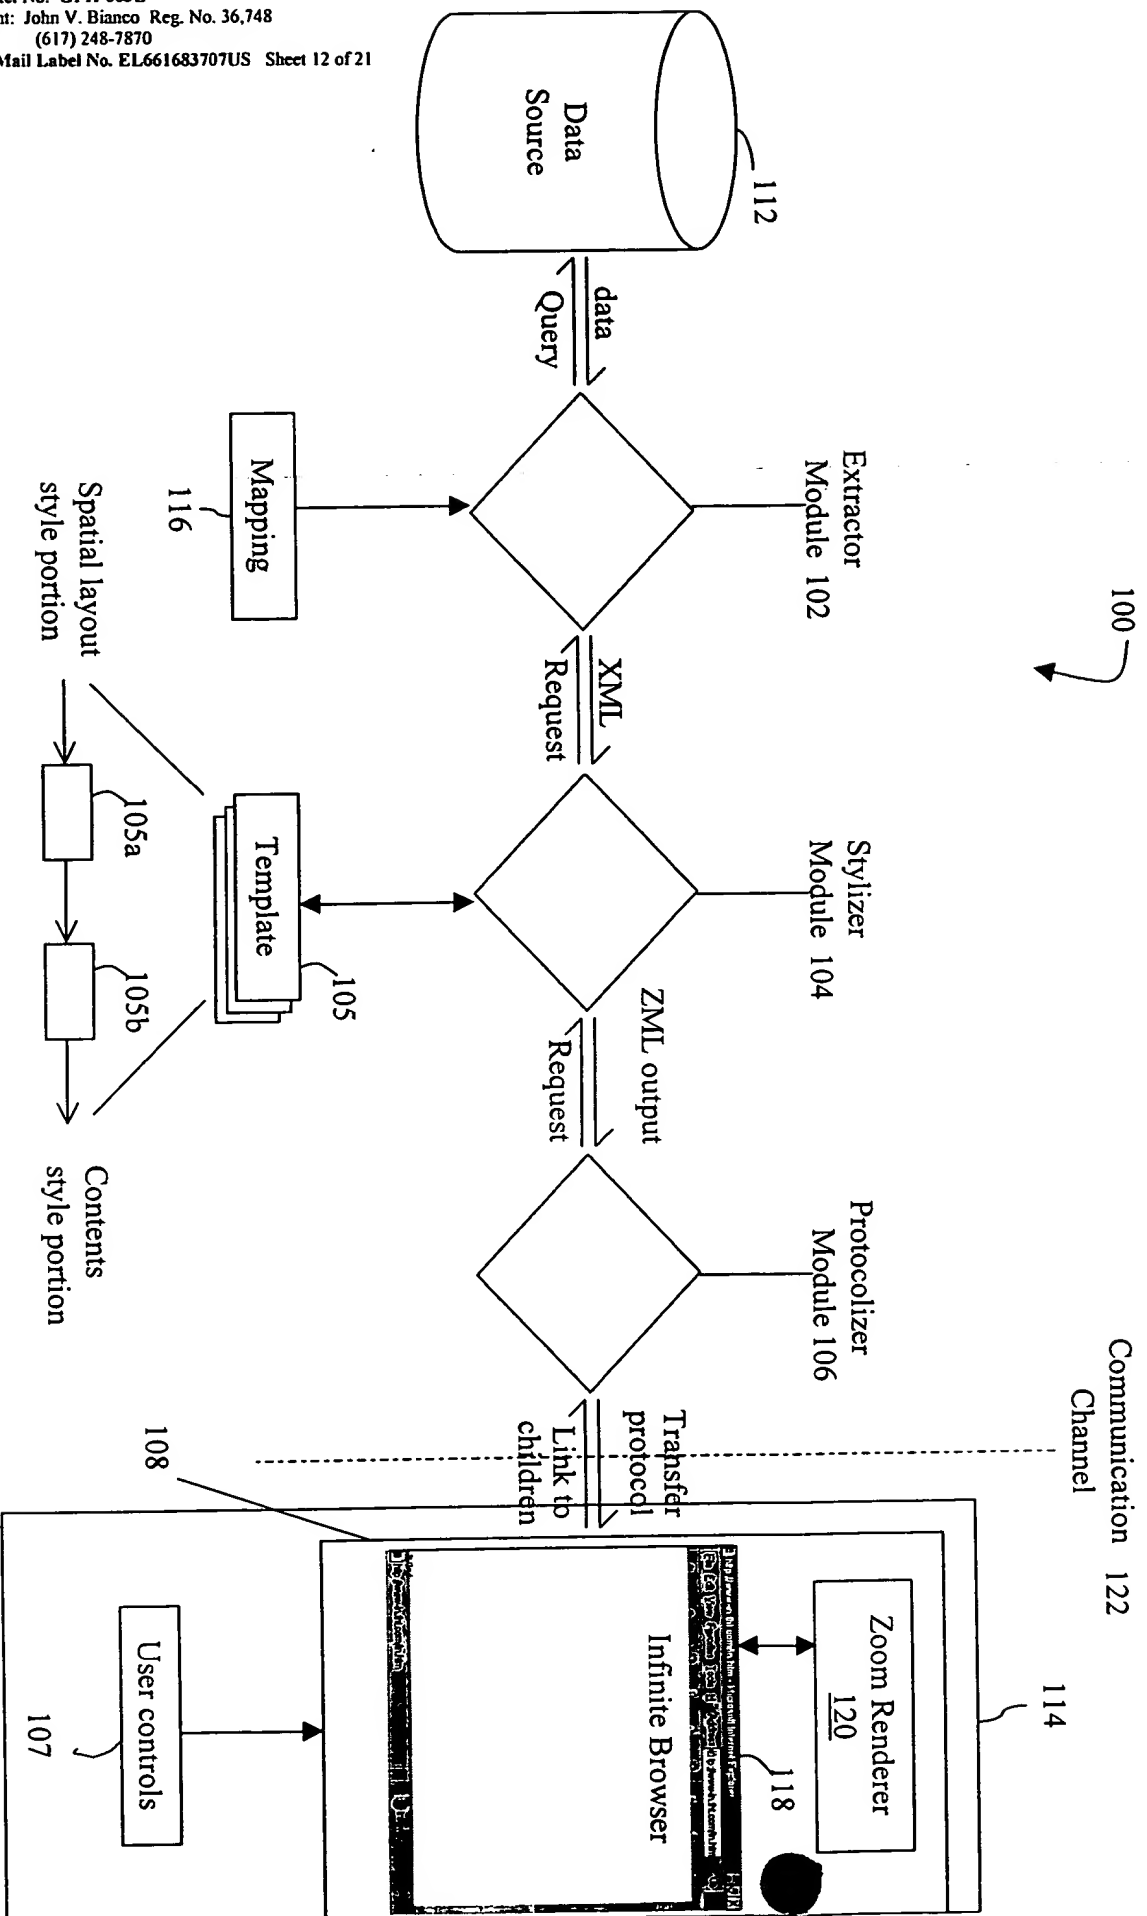 nt: John V. Bianco Reg. No. 36,748
(617) 248-7870
Mail Label No. EL661683707US Sheet 12 of 21
100
Data
Source
112
data
Query
Extractor
Module 102
Mapping
116
XML
Request
Stylizer
Module 104
Template
105
Spatial layout
style portion
105a
105b
Contents
style portion
ZML output
Request
Protocolizer
Module 106
Communication 122
Channel
Transfer
protocol
Link to
children
108
114
Zoom Renderer
120
118
Infinite Browser
User controls
107